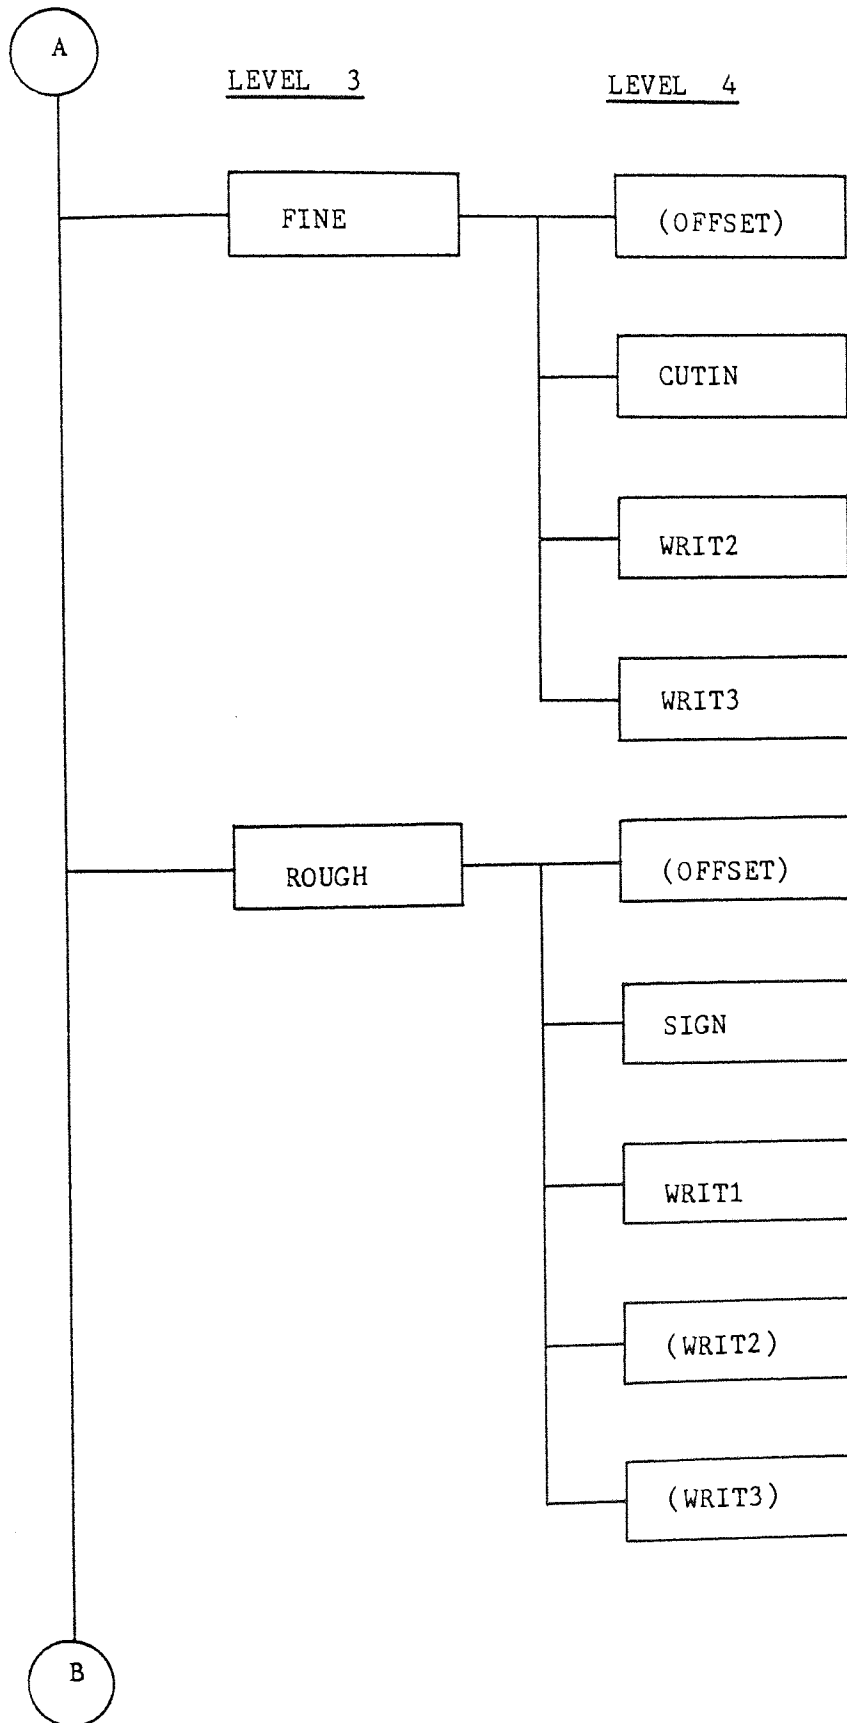 A
LEVEL 3
LEVEL 4
FINE
(OFFSET)
CUTIN
WRIT2
WRIT3
ROUGH
(OFFSET)
SIGN
WRIT1
(WRIT2)
(WRIT3)
B